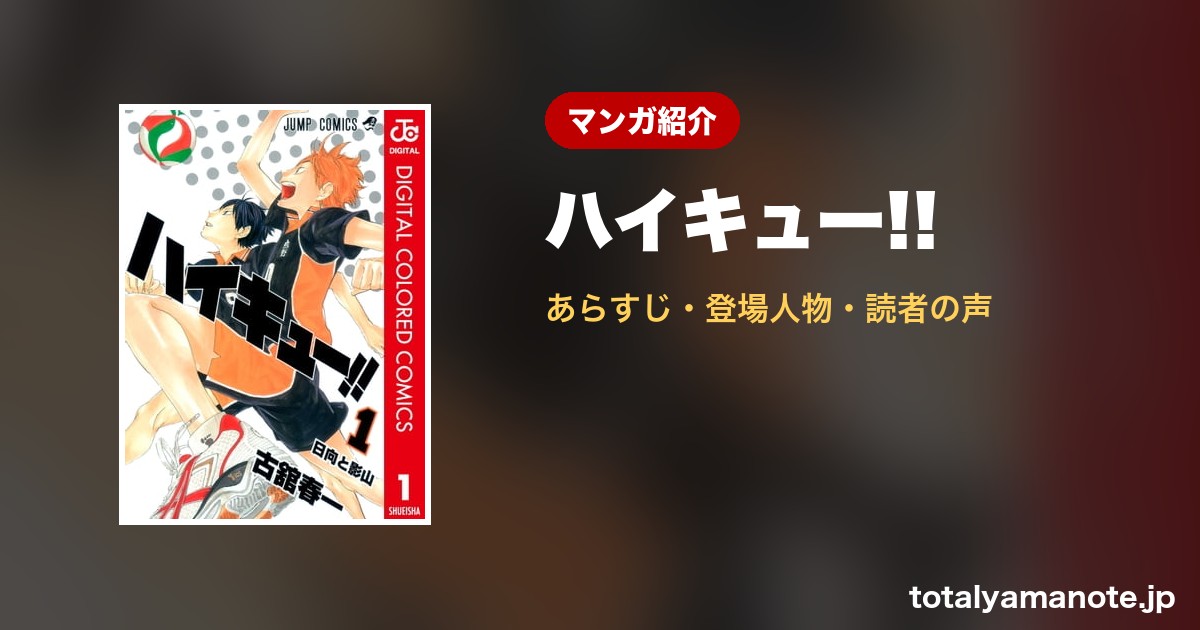 JUMP COMICS
DIGITAL
DIGITAL COLORED COMICS
ハイキュー!!
1
日向と影山
古舘春一
1
SHUEISHA
マンガ紹介
ハイキュー!!
あらすじ・登場人物・読者の声
totalyamanote.jp